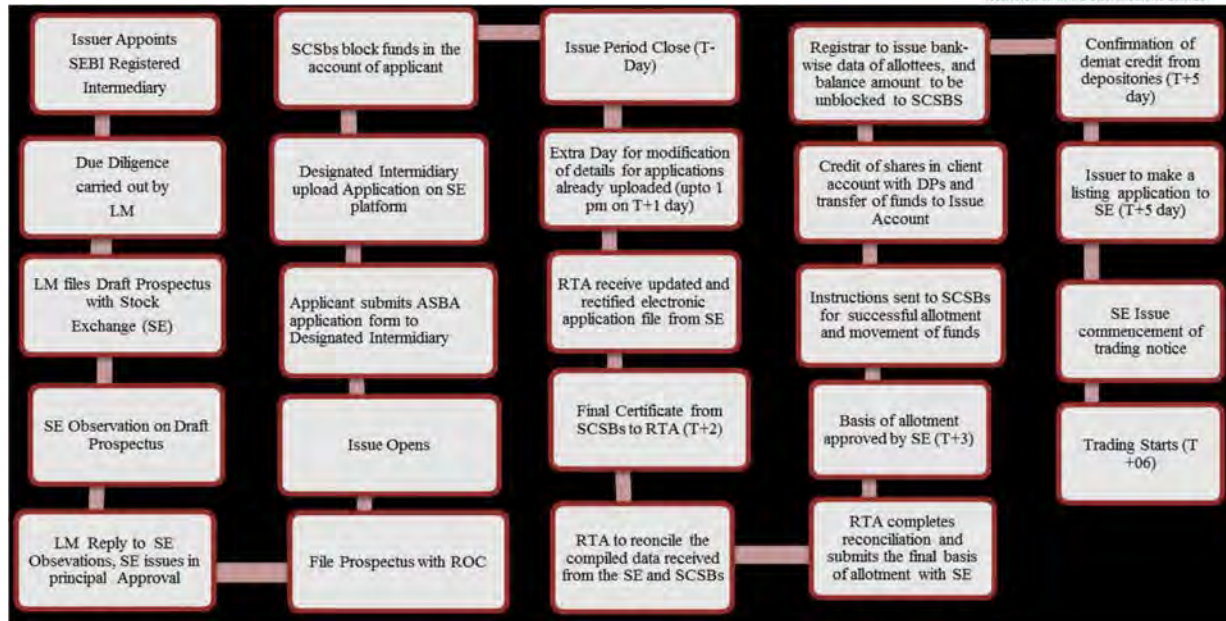 Issuer Appoints
SEBI Registered
Intermediary
Due Diligence
carried out by
LM
LM files Draft Prospectus
with Stock
Exchange (SE)
SE Observation on Draft
Prospectus
LM Reply to SE
Obsevations, SE issues in
principal Approval
File Prospectus with ROC
Issue Opens
Applicant submits ASBA
application form to
Designated Intermidiary
Designated Intermidiary
upload Application on SE
platform
SCSbs block funds in the
account of applicant
Issue Period Close (T-
Day)
Extra Day for modification
of details for applications
already uploaded (upto 1
pm on T+1 day)
RTA receive updated and
rectified electronic
application file from SE
Final Certificate from
SCSBs to RTA (T+2)
RTA to reconcile the
compiled data received
from the SE and SCSBs
RTA completes
reconciliation and
submits the final basis
of allotment with SE
Basis of allotment
approved by SE (T+3)
Instructions sent to SCSBs
for successful allotment
and movement of funds
Credit of shares in client
account with DPs and
transfer of funds to Issue
Account
Registrar to issue bank-
wise data of allottees, and
balance amount to be
unblocked to SCSBS
Confirmation of
demat credit from
depositories (T+5
day)
Issuer to make a
listing application to
SE (T+5 day)
SE Issue
commencement of
trading notice
Trading Starts (T
+06)